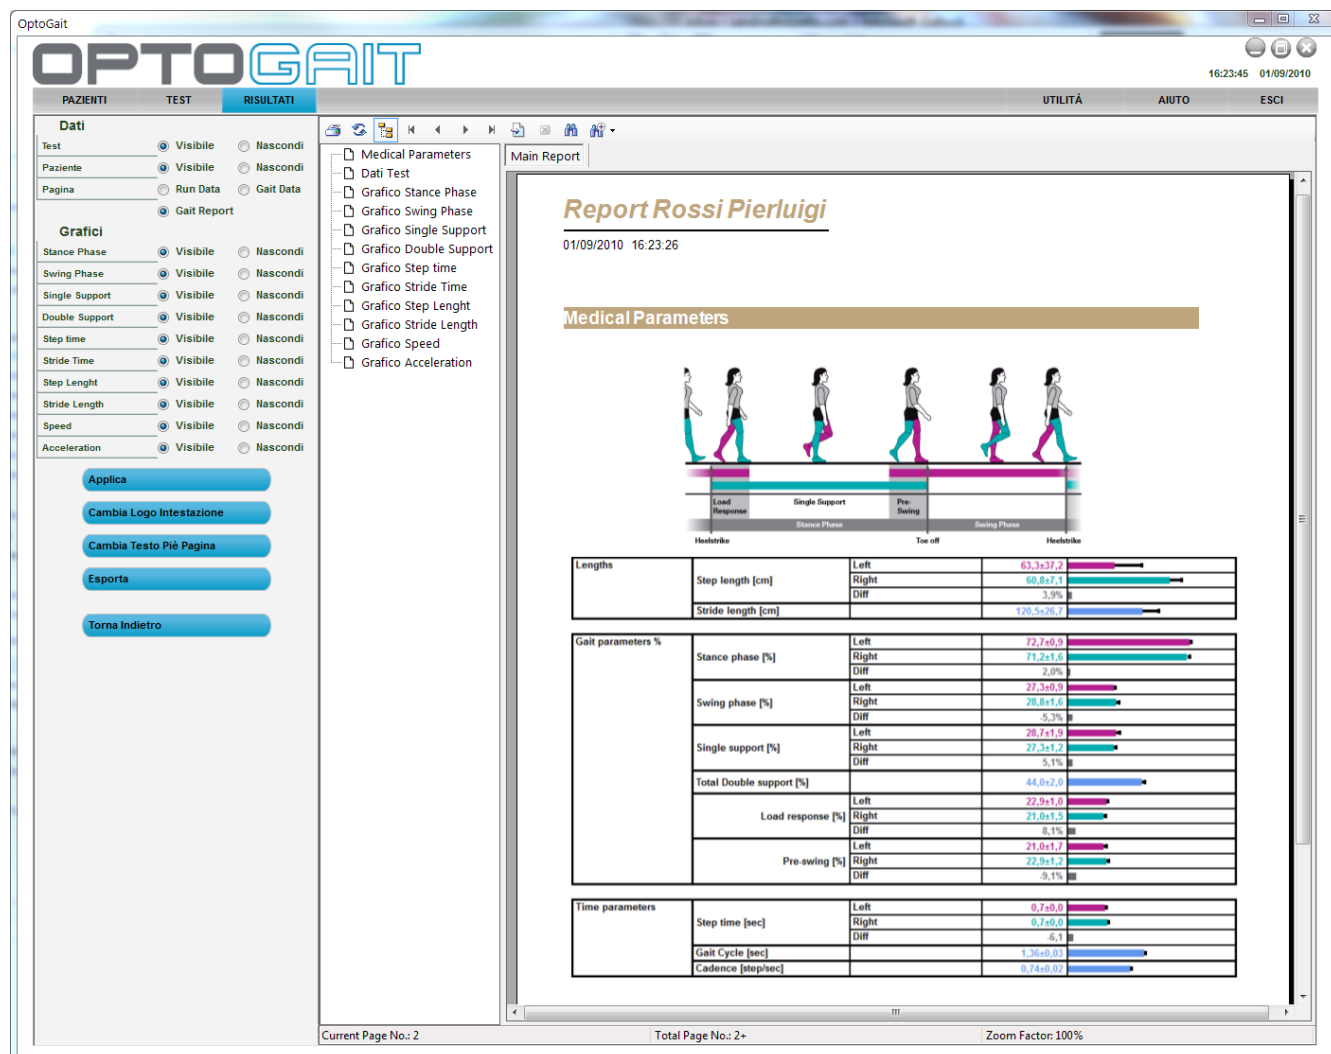 OptoGait
OPTOGAIT
16:23:45 01/09/2010
PAZIENTI TEST RISULTATI UTILITÀ AIUTO ESCI
Dati
Test Visibile Nascondi
Paziente Visibile Nascondi
Pagina Run Data Gait Data
Gait Report
Grafici
Stance Phase Visibile Nascondi
Swing Phase Visibile Nascondi
Single Support Visibile Nascondi
Double Support Visibile Nascondi
Step time Visibile Nascondi
Stride Time Visibile Nascondi
Step Lenght Visibile Nascondi
Stride Length Visibile Nascondi
Speed Visibile Nascondi
Acceleration Visibile Nascondi
Applica
Cambia Logo Intestazione
Cambia Testo Piè Pagina
Esporta
Torna Indietro
Medical Parameters
Dati Test
Grafico Stance Phase
Grafico Swing Phase
Grafico Single Support
Grafico Double Support
Grafico Step time
Grafico Stride Time
Grafico Step Lenght
Grafico Stride Length
Grafico Speed
Grafico Acceleration
Main Report
Report Rossi Pierluigi
01/09/2010 16:23:26
Medical Parameters
Load Response
Single Support
Pre-Swing
Stance Phase Swing Phase
Heelstrike Toe off Heelstrike
Lengths Step length [cm] Left 63,3±37,2
Right 60,8±7,1
Diff 3,9%
Stride length [cm] 120,5±26,7
Gait parameters % Stance phase [%] Left 72,7±0,9
Right 71,2±1,6
Diff 2,0%
Swing phase [%] Left 27,3±0,9
Right 28,8±1,6
Diff -5,3%
Single support [%] Left 28,7±1,9
Right 27,3±1,2
Diff 5,1%
Total Double support [%] 44,0±2,0
Load response [%] Left 22,9±1,0
Right 21,0±1,5
Diff 8,1%
Pre-swing [%] Left 21,0±1,7
Right 22,9±1,2
Diff -9,1%
Time parameters Step time [sec] Left 0,7±0,0
Right 0,7±0,0
Diff -6,1
Gait Cycle [sec] 1,36±0,03
Cadence [step/sec] 0,74±0,02
Current Page No.: 2 Total Page No.: 2+ Zoom Factor: 100%